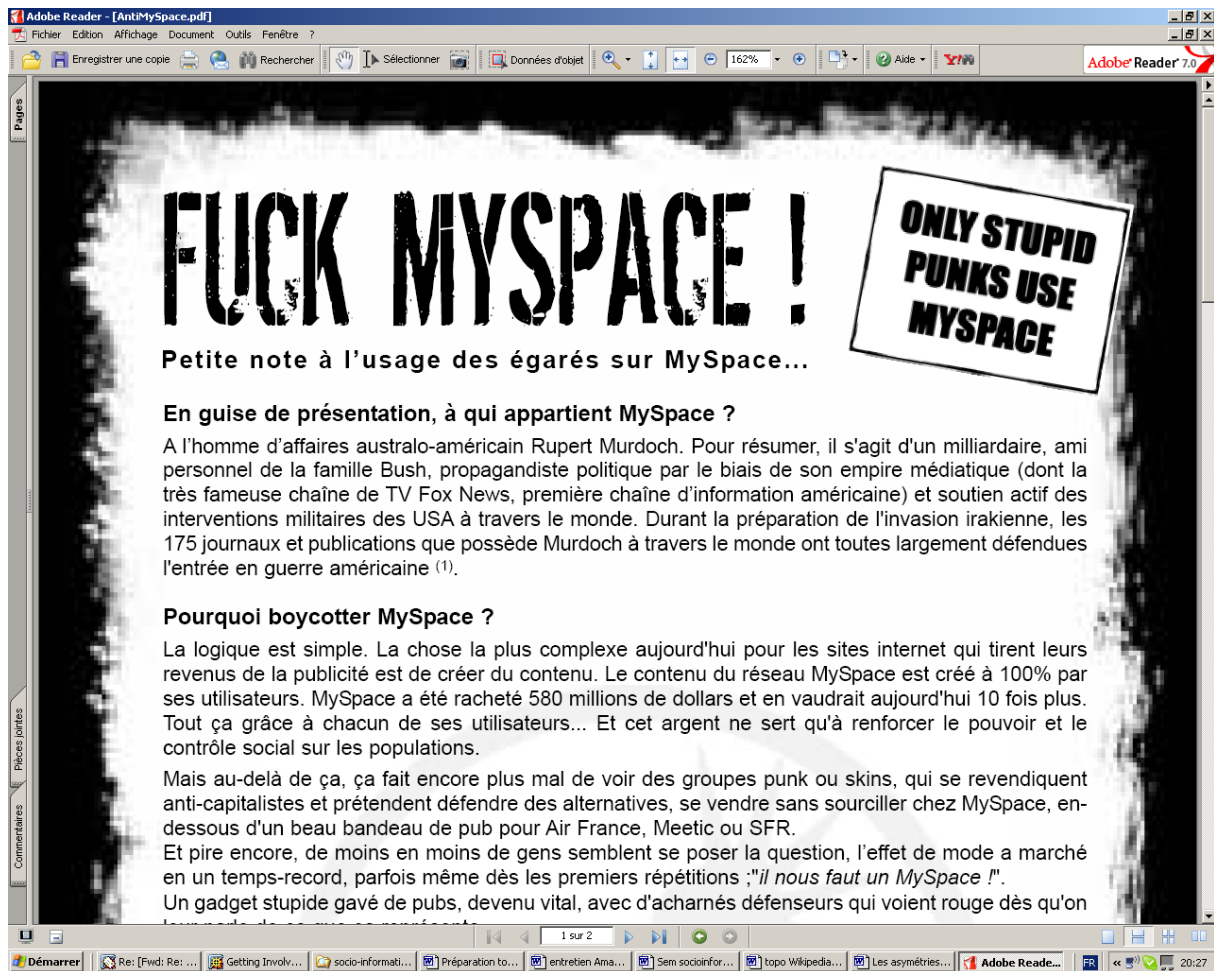 Adobe Reader - [AntiMySpace.pdf]
Fichier Edition Affichage Document Outils Fenêtre ?
Enregistrer une copie Rechercher Sélectionner Données d'objet 162% Aide Y! Adobe Reader 7.0
Pages
FUCK MYSPACE !
ONLY STUPID
PUNKS USE
MYSPACE
Petite note à l'usage des égarés sur MySpace...
En guise de présentation, à qui appartient MySpace ?
A l'homme d'affaires australo-américain Rupert Murdoch. Pour résumer, il s'agit d'un milliardaire, ami
personnel de la famille Bush, propagandiste politique par le biais de son empire médiatique (dont la
très fameuse chaîne de TV Fox News, première chaîne d'information américaine) et soutien actif des
interventions militaires des USA à travers le monde. Durant la préparation de l'invasion irakienne, les
175 journaux et publications que possède Murdoch à travers le monde ont toutes largement défendues
l'entrée en guerre américaine (1).
Pourquoi boycotter MySpace ?
La logique est simple. La chose la plus complexe aujourd'hui pour les sites internet qui tirent leurs
revenus de la publicité est de créer du contenu. Le contenu du réseau MySpace est créé à 100% par
ses utilisateurs. MySpace a été racheté 580 millions de dollars et en vaudrait aujourd'hui 10 fois plus.
Tout ça grâce à chacun de ses utilisateurs... Et cet argent ne sert qu'à renforcer le pouvoir et le
contrôle social sur les populations.
Mais au-delà de ça, ça fait encore plus mal de voir des groupes punk ou skins, qui se revendiquent
anti-capitalistes et prétendent défendre des alternatives, se vendre sans sourciller chez MySpace, en-
dessous d'un beau bandeau de pub pour Air France, Meetic ou SFR.
Et pire encore, de moins en moins de gens semblent se poser la question, l'effet de mode a marché
en un temps-record, parfois même dès les premiers répétitions ;"il nous faut un MySpace !".
Un gadget stupide gavé de pubs, devenu vital, avec d'acharnés défenseurs qui voient rouge dès qu'on
Pièces jointes
Commentaires
1 sur 2
Démarrer Re: [Fwd: Re: ... Getting Involv... socio-informati... Préparation to... entretien Ama... Sem socioinfor... topo Wikipedia... Les asymétries... Adobe Reade... FR « 20:27